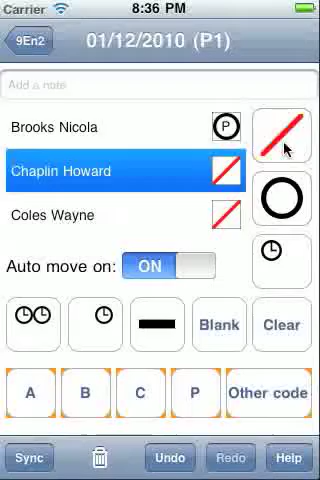 Carrier 8:36 PM
9En2 01/12/2010 (P1)
Add a note
Brooks Nicola P
Chaplin Howard
Coles Wayne
Auto move on: ON
Blank Clear
A B C P Other code
Sync Undo Redo Help